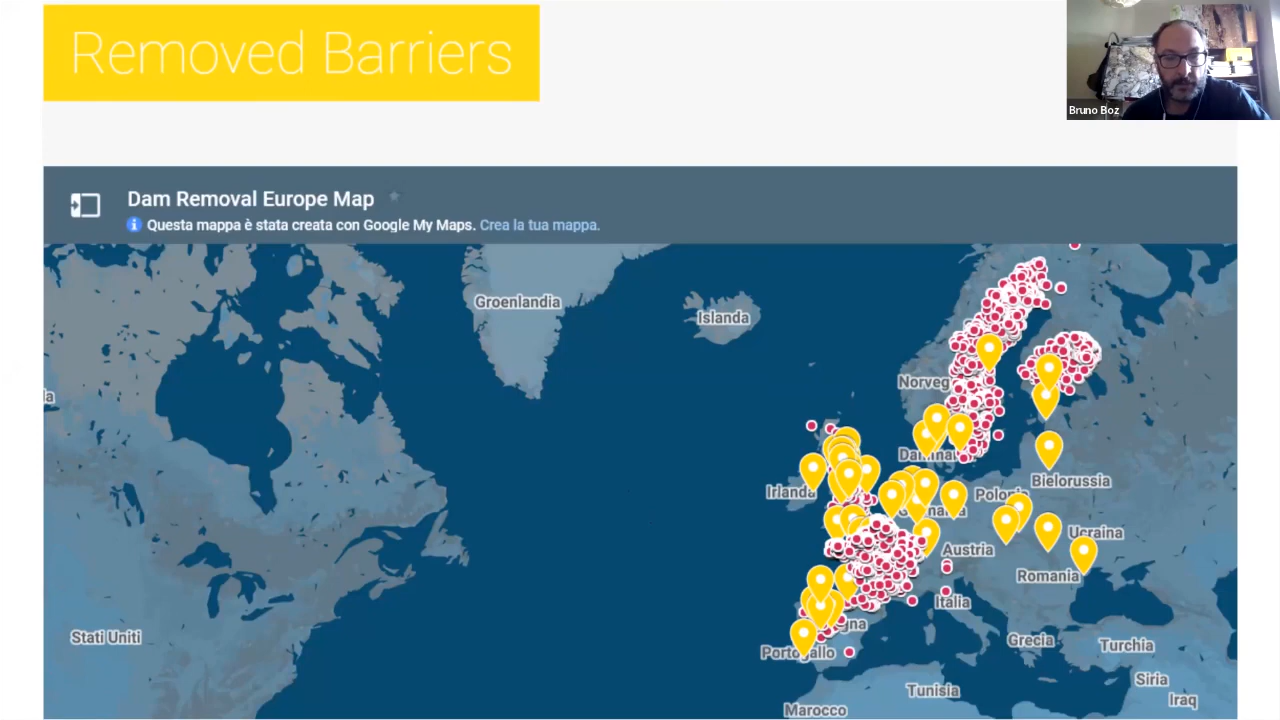 Removed Barriers
Bruno Boz
Dam Removal Europe Map
Questa mappa è stata creata con Google My Maps. Crea la tua mappa.
Groenlandia
Islanda
Norveg
Irlanda
Bielorussia
Polonia
Ucraina
Austria
Romania
Italia
Stati Uniti
Grecia
Turchia
Portogallo
Siria
Tunisia
Iraq
Marocco